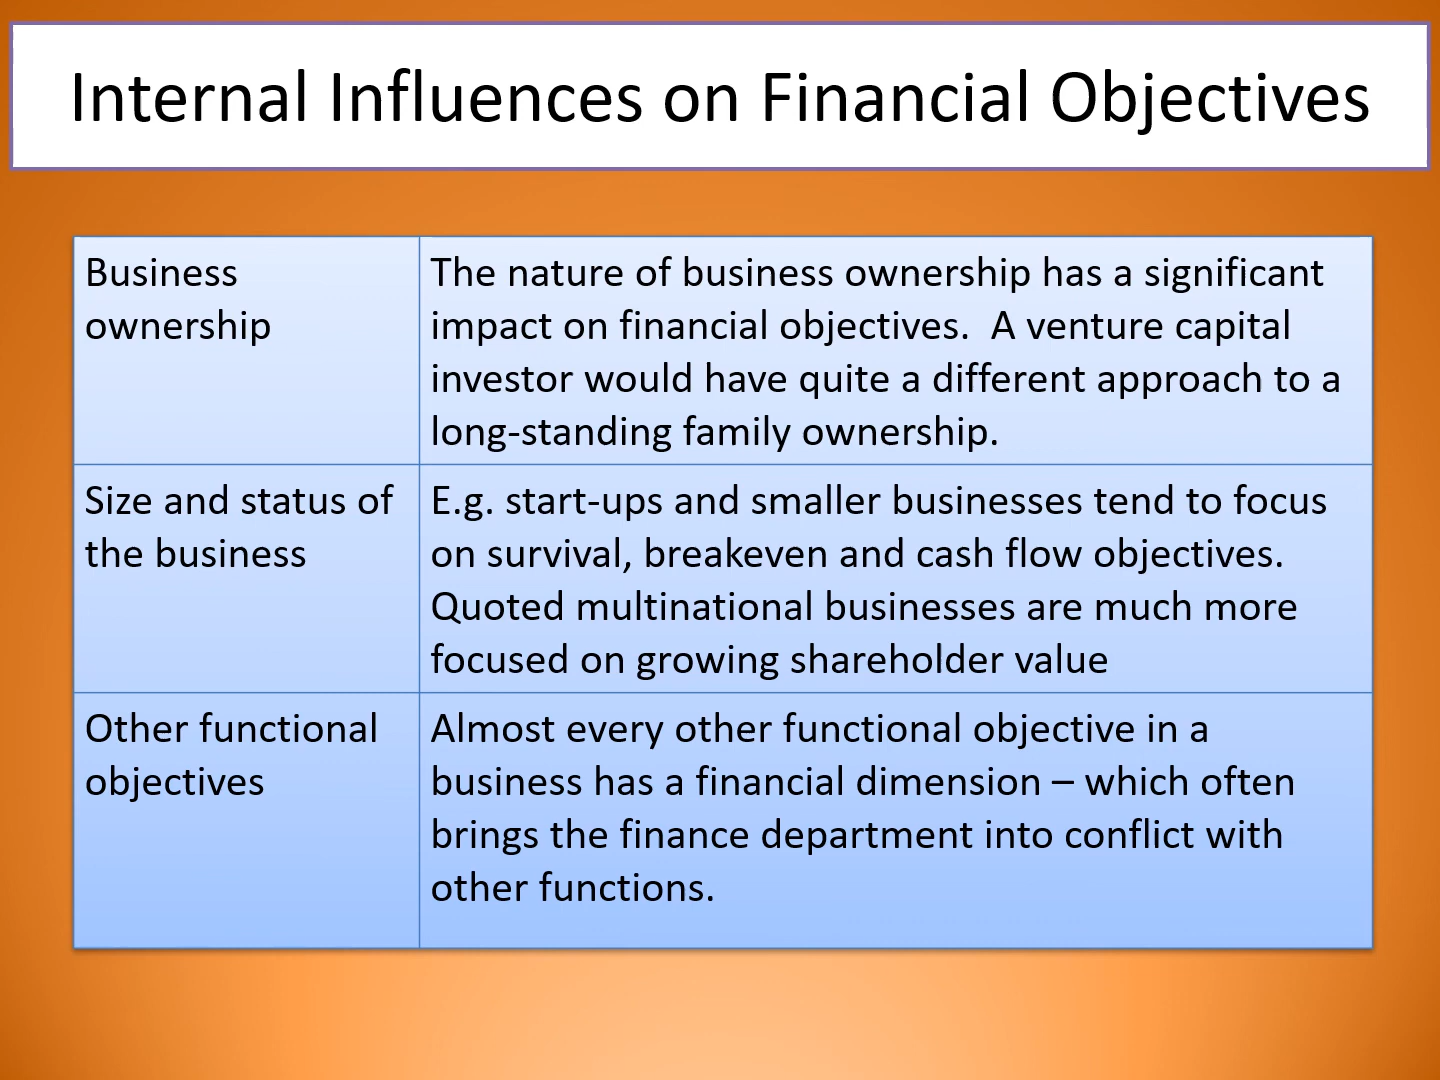 Internal Influences on Financial Objectives
Business
ownership
The nature of business ownership has a significant
impact on financial objectives.  A venture capital
investor would have quite a different approach to a
long-standing family ownership.
Size and status of
the business
E.g. start-ups and smaller businesses tend to focus
on survival, breakeven and cash flow objectives.
Quoted multinational businesses are much more
focused on growing shareholder value
Other functional
objectives
Almost every other functional objective in a
business has a financial dimension – which often
brings the finance department into conflict with
other functions.